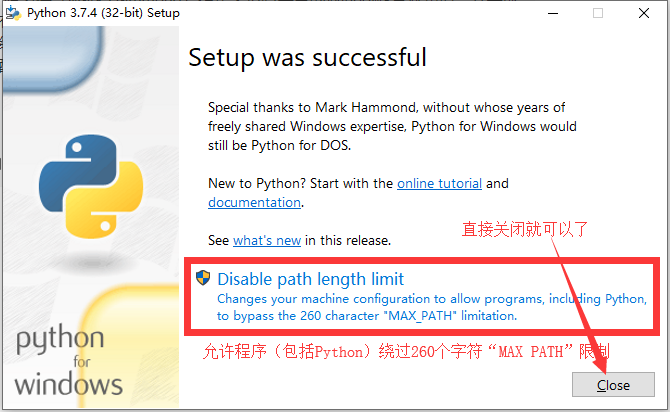 Python 3.7.4 (32-bit) Setup
Setup was successful
Special thanks to Mark Hammond, without whose years of
freely shared Windows expertise, Python for Windows would
still be Python for DOS.
New to Python? Start with the online tutorial and
documentation.
直接关闭就可以了
See what's new in this release.
Disable path length limit
Changes your machine configuration to allow programs, including Python,
to bypass the 260 character "MAX_PATH" limitation.
允许程序（包括Python）绕过260个字符“MAX PATH”限制
python
for
windows
Close